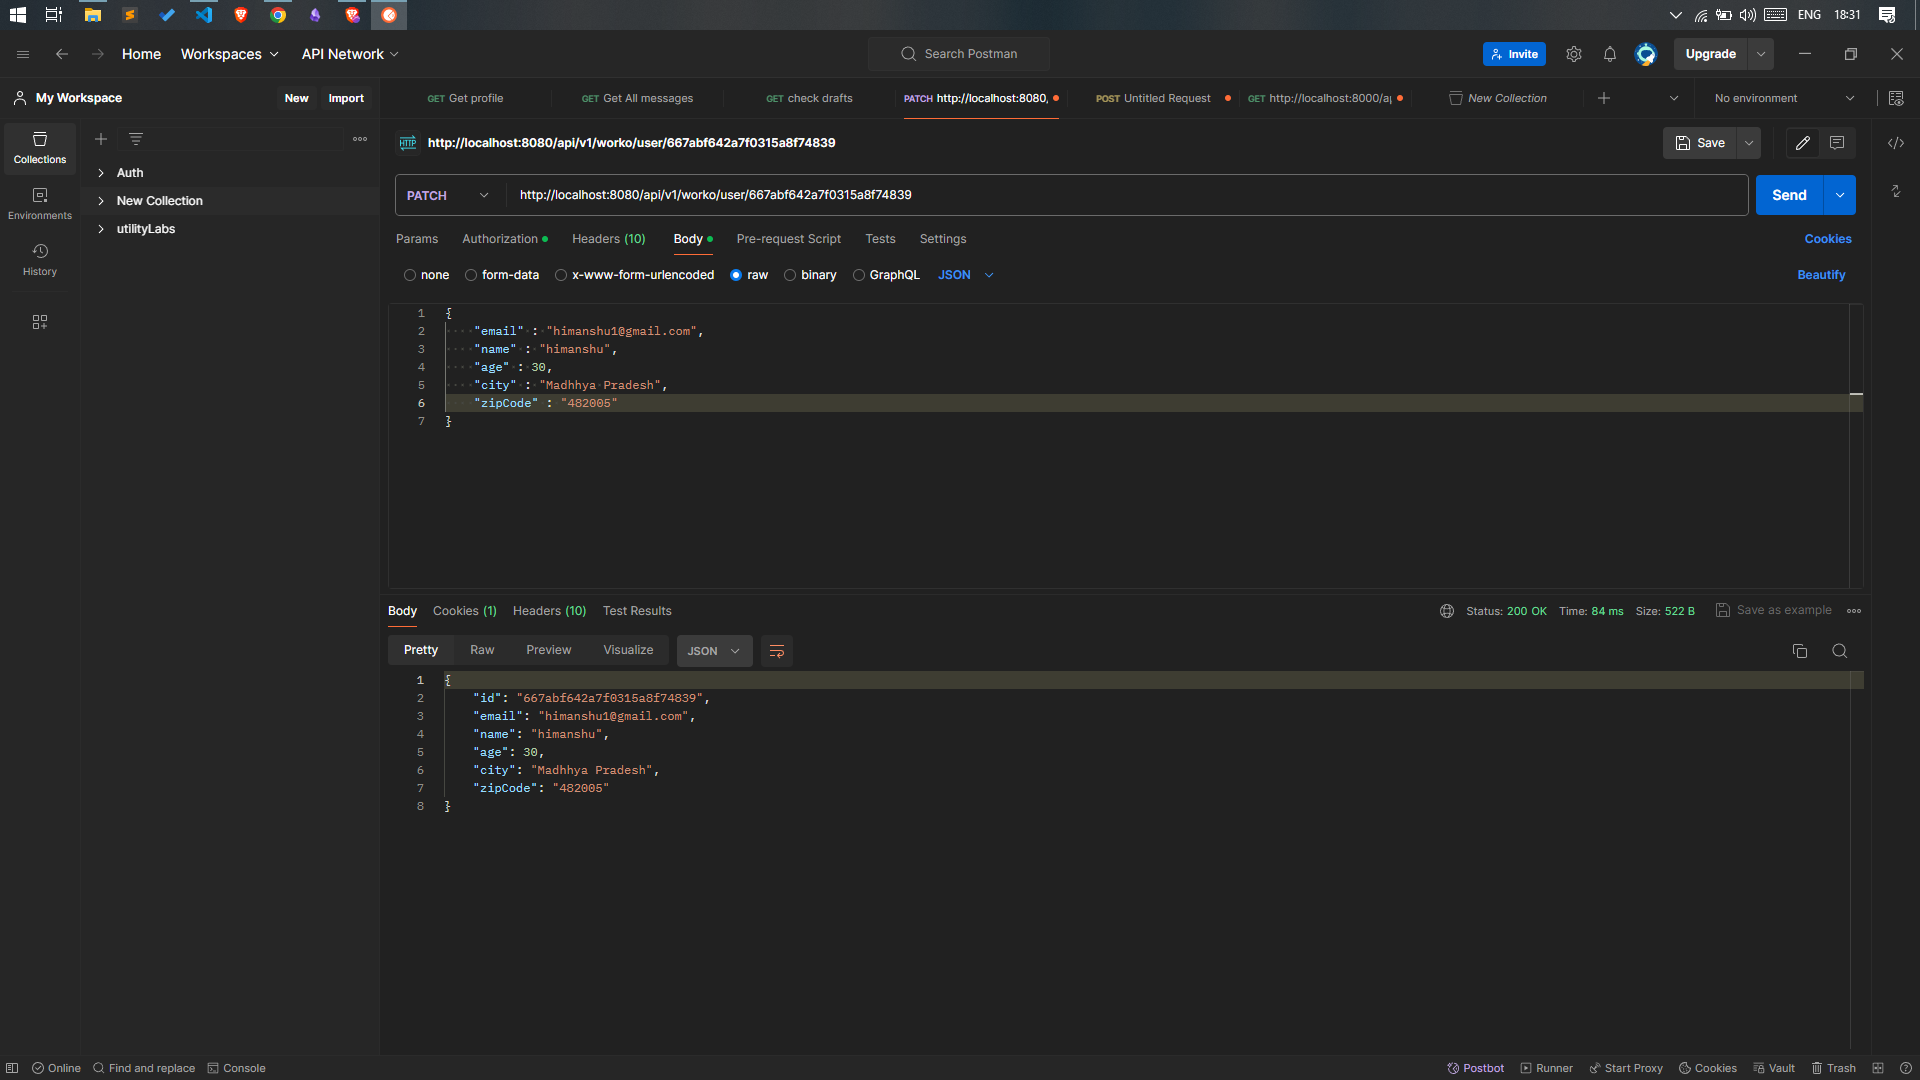 ENG 18:31
Home Workspaces API Network Search Postman Invite Upgrade
My Workspace New Import
GET Get profile GET Get All messages GET check drafts PATCH http://localhost:8080, POST Untitled Request GET http://localhost:8000/a New Collection No environment
Collections
Environments
History
Auth
New Collection
utilityLabs
HTTP http://localhost:8080/api/v1/worko/user/667abf642a7f0315a8f74839 Save
PATCH http://localhost:8080/api/v1/worko/user/667abf642a7f0315a8f74839 Send
Params Authorization Headers (10) Body Pre-request Script Tests Settings Cookies
none form-data x-www-form-urlencoded raw binary GraphQL JSON Beautify
1 {
2 "email" : "himanshu1@gmail.com",
3 "name" : "himanshu",
4 "age" : 30,
5 "city" : "Madhhya Pradesh",
6 "zipCode" : "482005"
7 }
Body Cookies (1) Headers (10) Test Results Status: 200 OK Time: 84 ms Size: 522 B Save as example
Pretty Raw Preview Visualize JSON
1 {
2 "id": "667abf642a7f0315a8f74839",
3 "email": "himanshu1@gmail.com",
4 "name": "himanshu",
5 "age": 30,
6 "city": "Madhhya Pradesh",
7 "zipCode": "482005"
8 }
Online Find and replace Console Postbot Runner Start Proxy Cookies Vault Trash